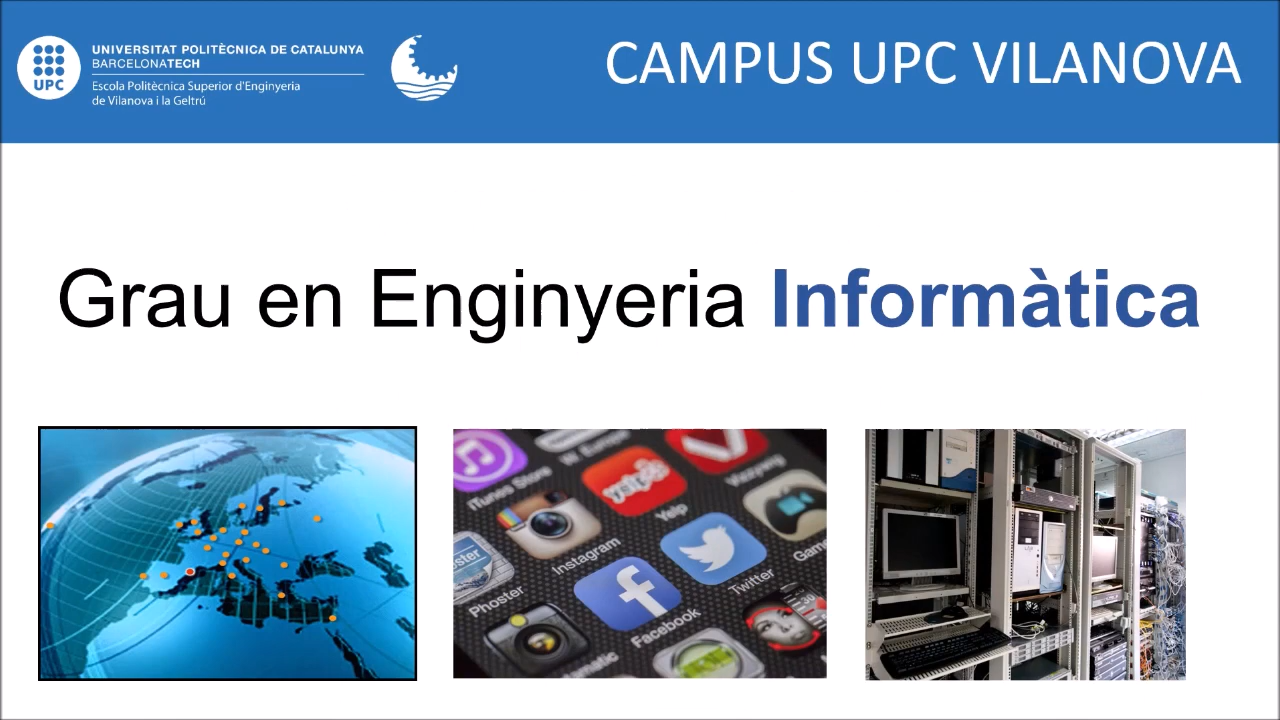 UNIVERSITAT POLITÈCNICA DE CATALUNYA
BARCELONATECH
UPC
Escola Politècnica Superior d'Enginyeria
de Vilanova i la Geltrú
CAMPUS UPC VILANOVA
Grau en Enginyeria Informàtica
iTunes Store
yelp
Yelp
Instagram
Phoster
Facebook
Twitter